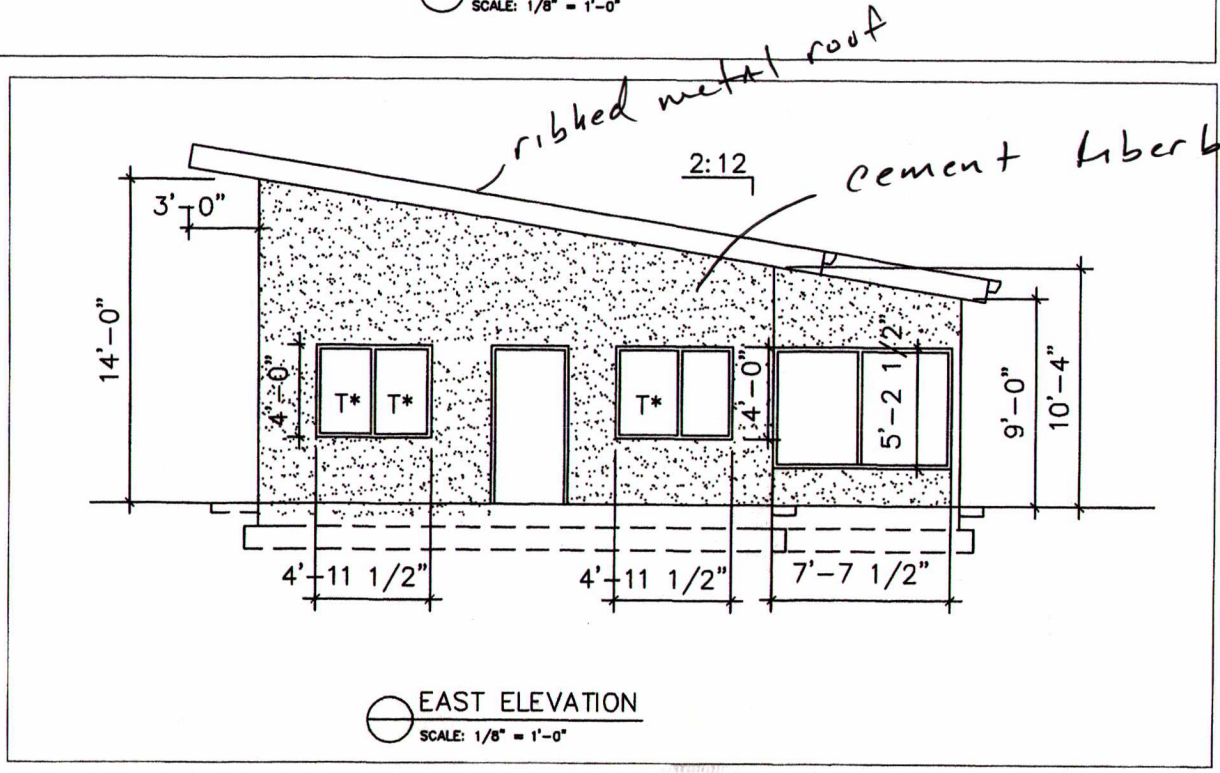 SCALE: 1/8" = 1'-0"
ribbed metal roof
cement
2:12
3'-0"
14'-0"
4'-0"
T* T*
T*
4'-0"
5'-2 1/2"
9'-0"
10'-4"
4'-11 1/2"
4'-11 1/2"
7'-7 1/2"
EAST ELEVATION
SCALE: 1/8" = 1'-0"